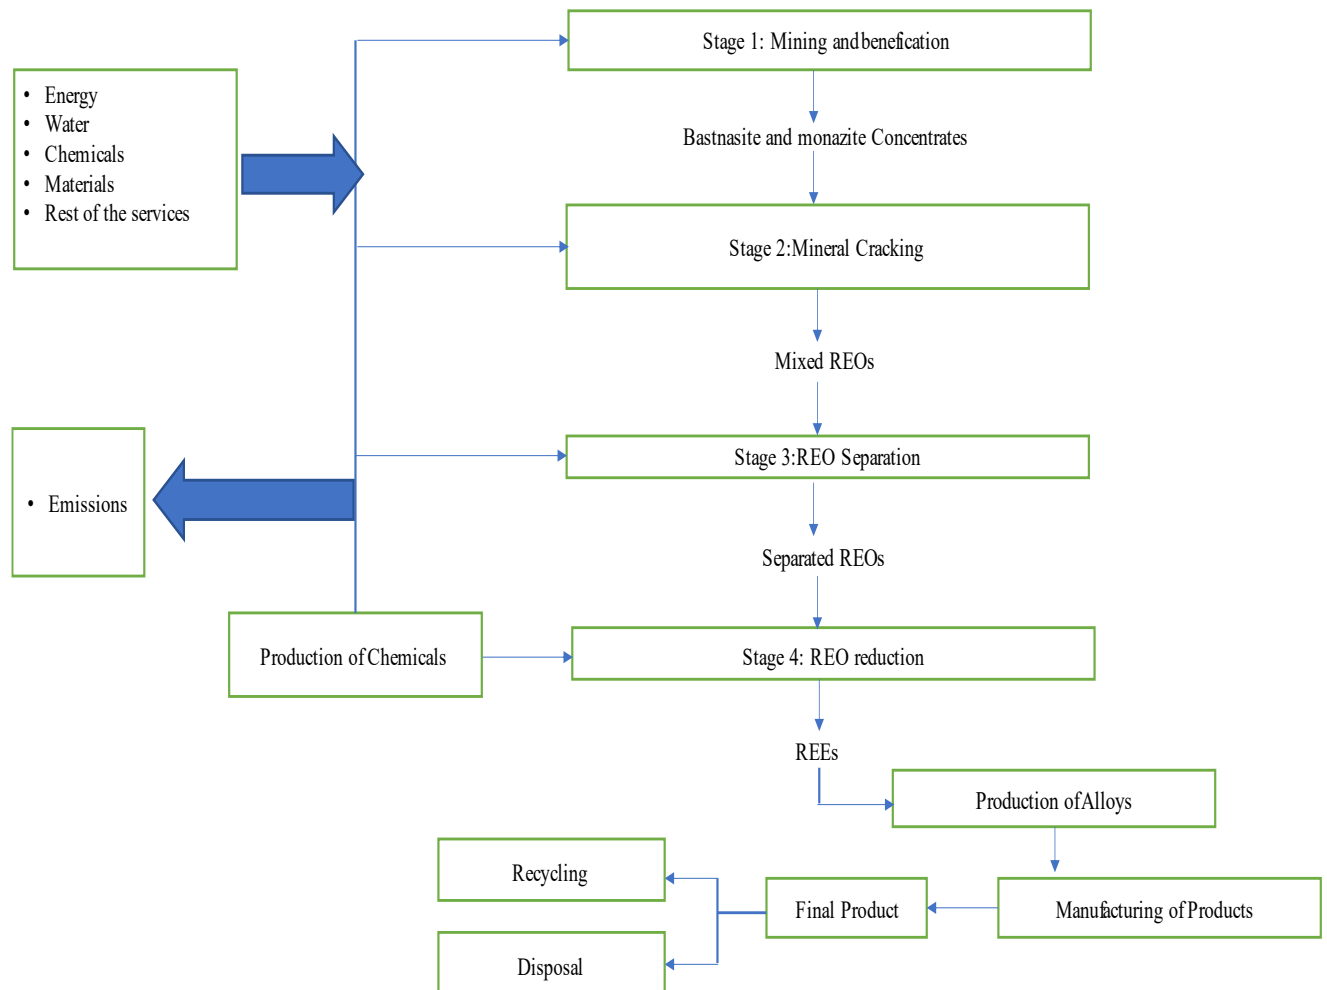 Stage 1: Mining and benefication
• Energy
• Water
• Chemicals
• Materials
• Rest of the services
Bastnasite and monazite Concentrates
Stage 2:Mineral Cracking
Mixed REOs
Stage 3:REO Separation
• Emissions
Separated REOs
Production of Chemicals
Stage 4: REO reduction
REEs
Production of Alloys
Recycling
Final Product
Manufacturing of Products
Disposal